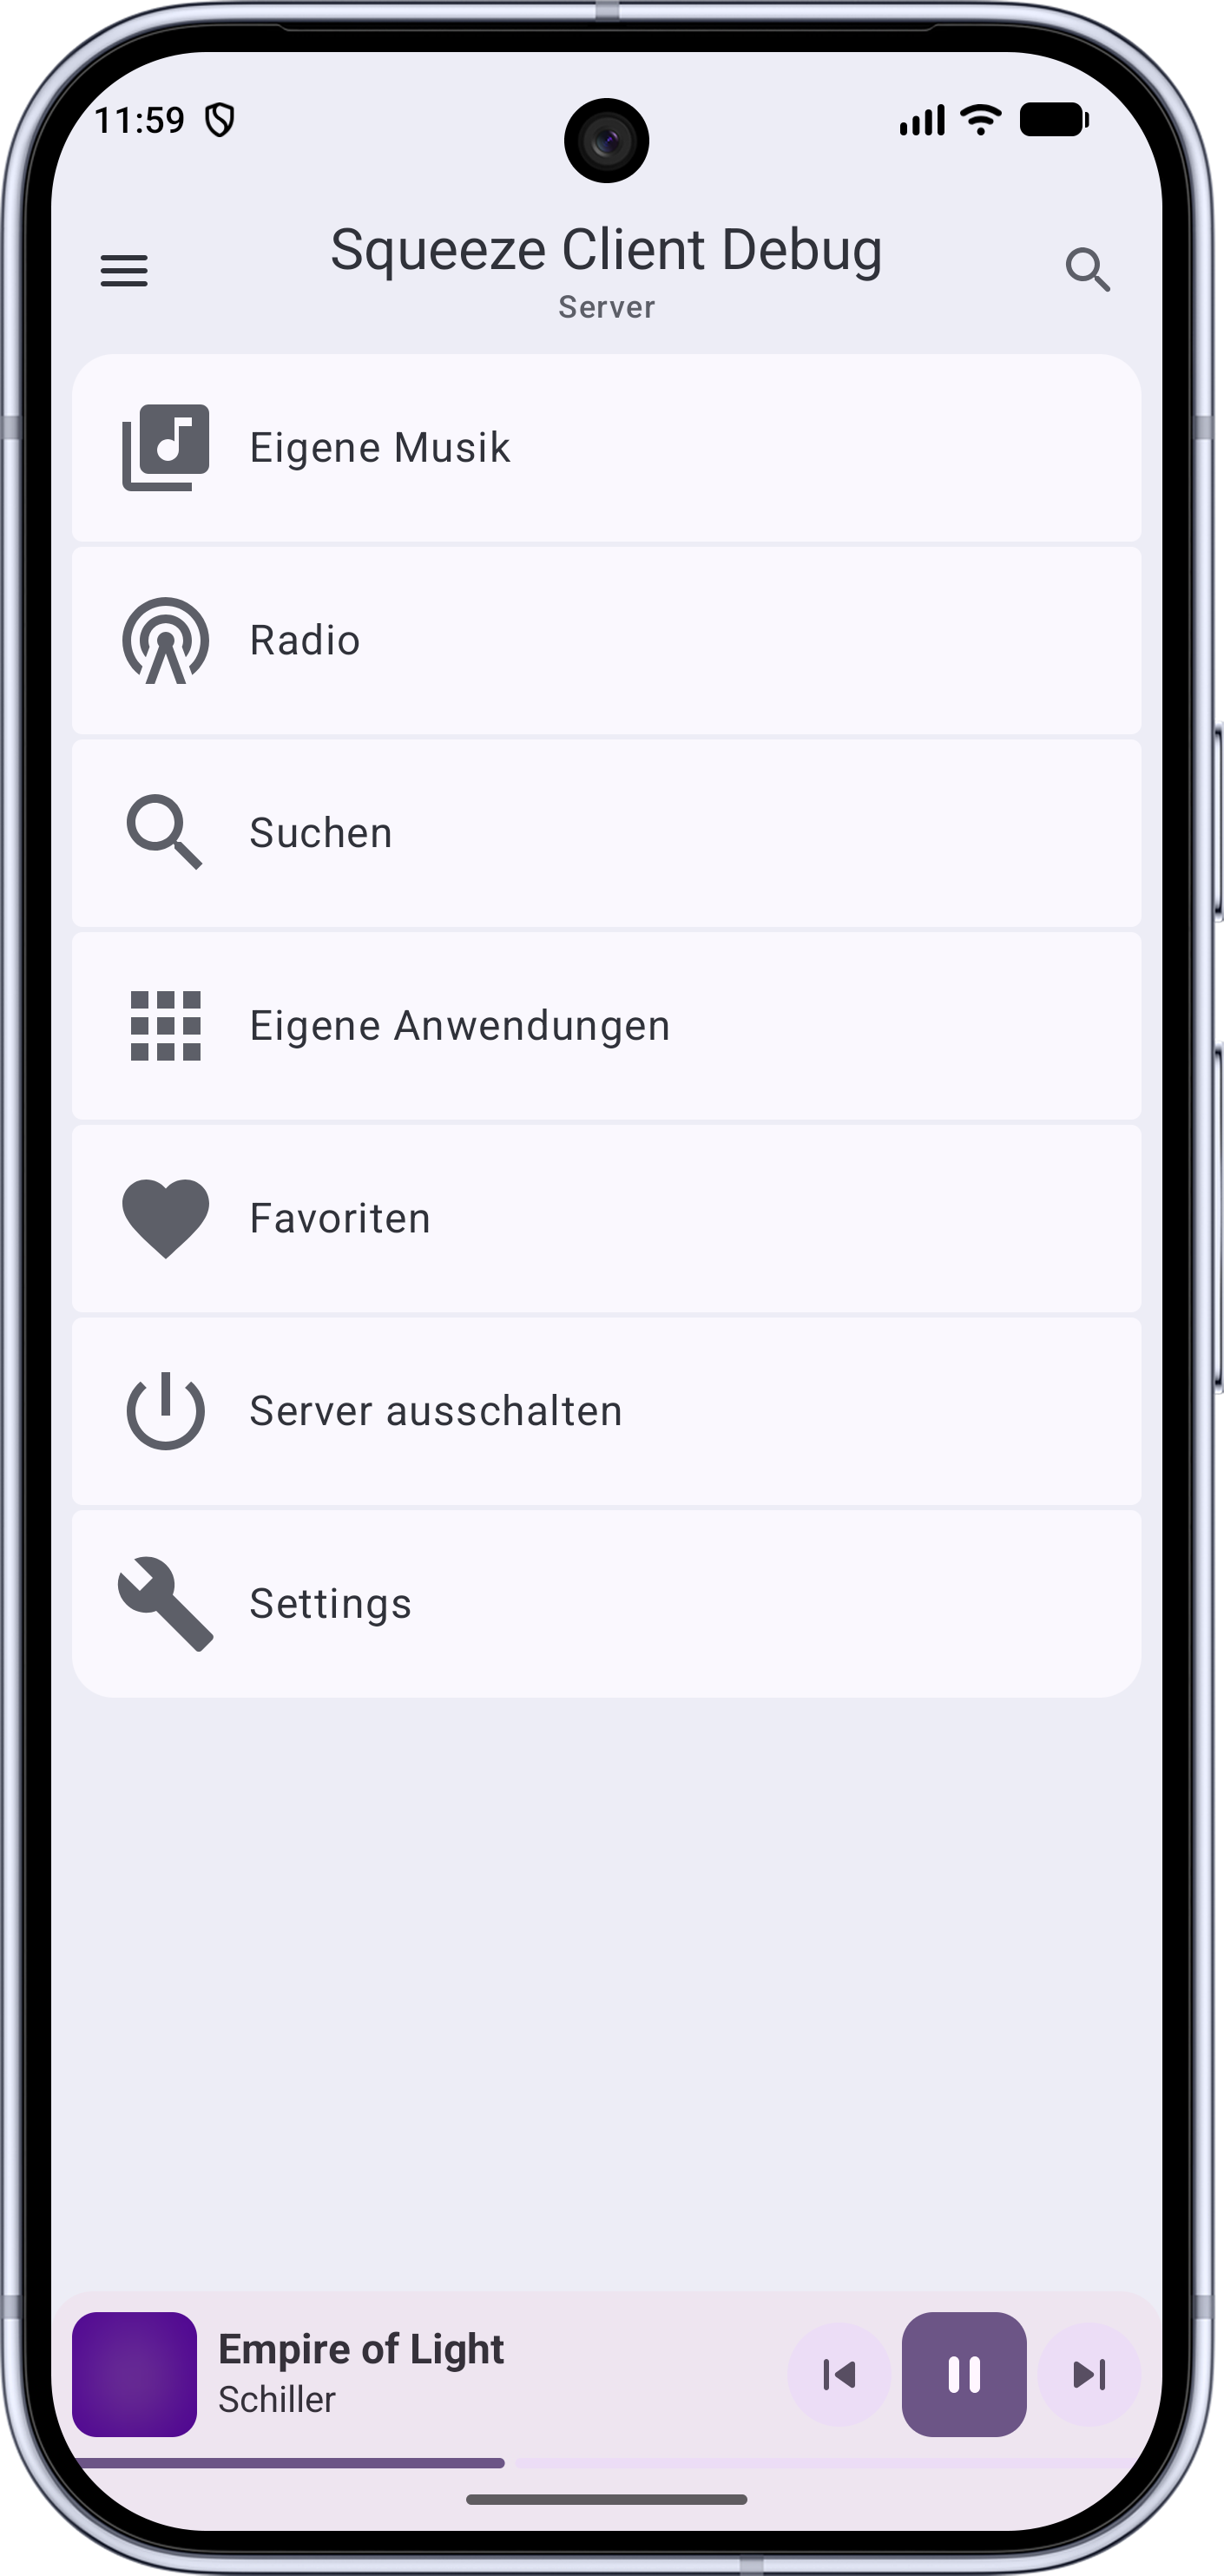 11:59
Squeeze Client Debug
Server
Eigene Musik
Radio
Suchen
Eigene Anwendungen
Favoriten
Server ausschalten
Settings
Empire of Light
Schiller